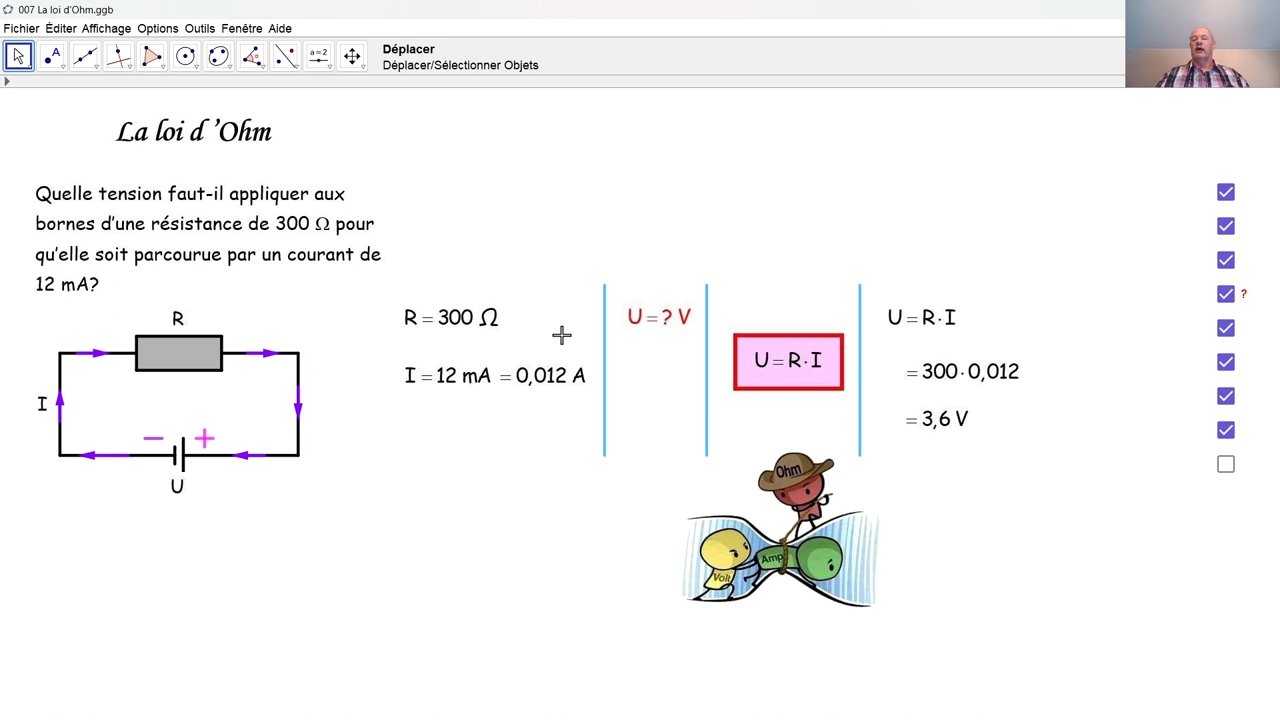 007 La loi d'Ohm.ggb
Fichier Éditer Affichage Options Outils Fenêtre Aide
A
a=2
Déplacer
Déplacer/Sélectionner Objets
La loi d 'Ohm
Quelle tension faut-il appliquer aux
bornes d'une résistance de 300 Ω pour
qu'elle soit parcourue par un courant de
12 mA?
R
I
− +
U
R = 300 Ω
I = 12 mA = 0,012 A
U = ? V
U = R · I
U = R · I
= 300 · 0,012
= 3,6 V
?
Ohm
Volt
Amp